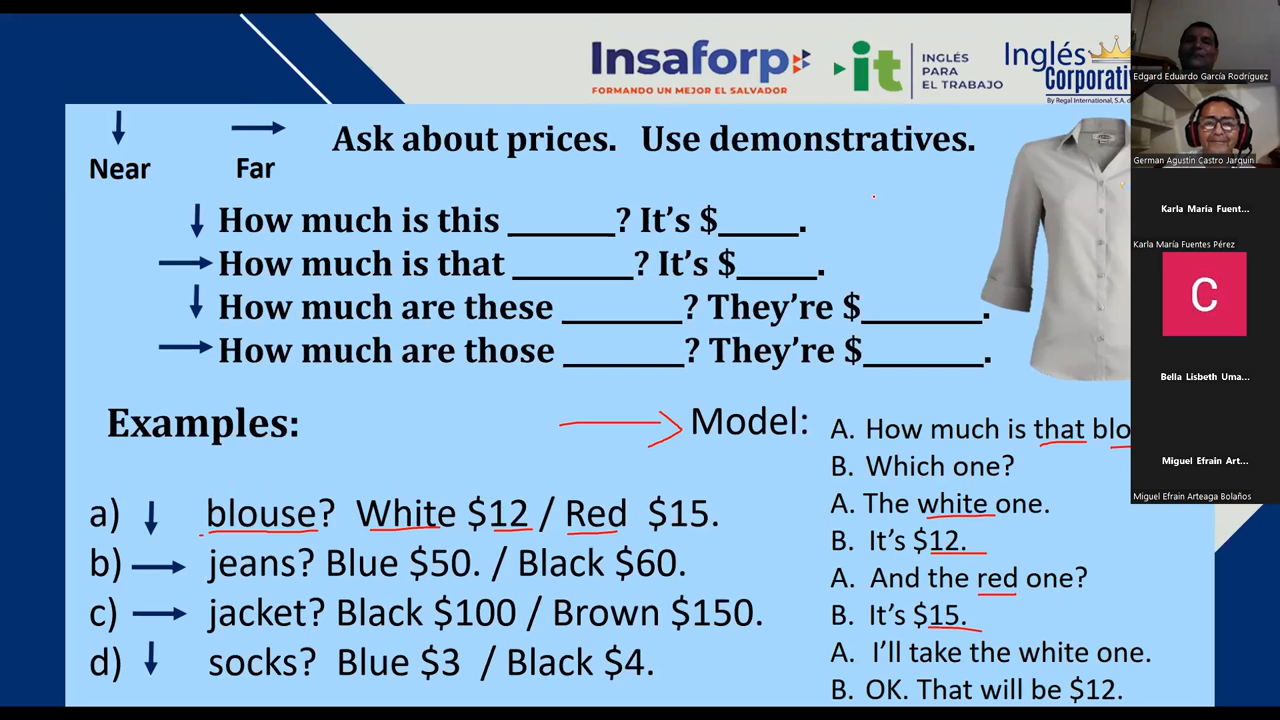 Insaforp
FORMANDO UN MEJOR EL SALVADOR
it
INGLÉS
PARA
EL TRABAJO
Inglés
Corporativ
By Regal International, S.A. d
Near
Far
Ask about prices. Use demonstratives.
How much is this ______? It’s $_____.
How much is that _______? It’s $_____.
How much are these _______? They’re $_______.
How much are those _______? They’re $_______.
Examples:
a) blouse? White $12 / Red $15.
b) jeans? Blue $50. / Black $60.
c) jacket? Black $100 / Brown $150.
d) socks? Blue $3 / Black $4.
Model:
A. How much is that blo
B. Which one?
A. The white one.
B. It’s $12.
A. And the red one?
B. It’s $15.
A. I’ll take the white one.
B. OK. That will be $12.
Edgard Eduardo García Rodríguez
German Agustin Castro Jarquin
Karla María Fuent...
Karla María Fuentes Pérez
C
Bella Lisbeth Uma...
Miguel Efrain Art...
Miguel Efrain Arteaga Bolaños